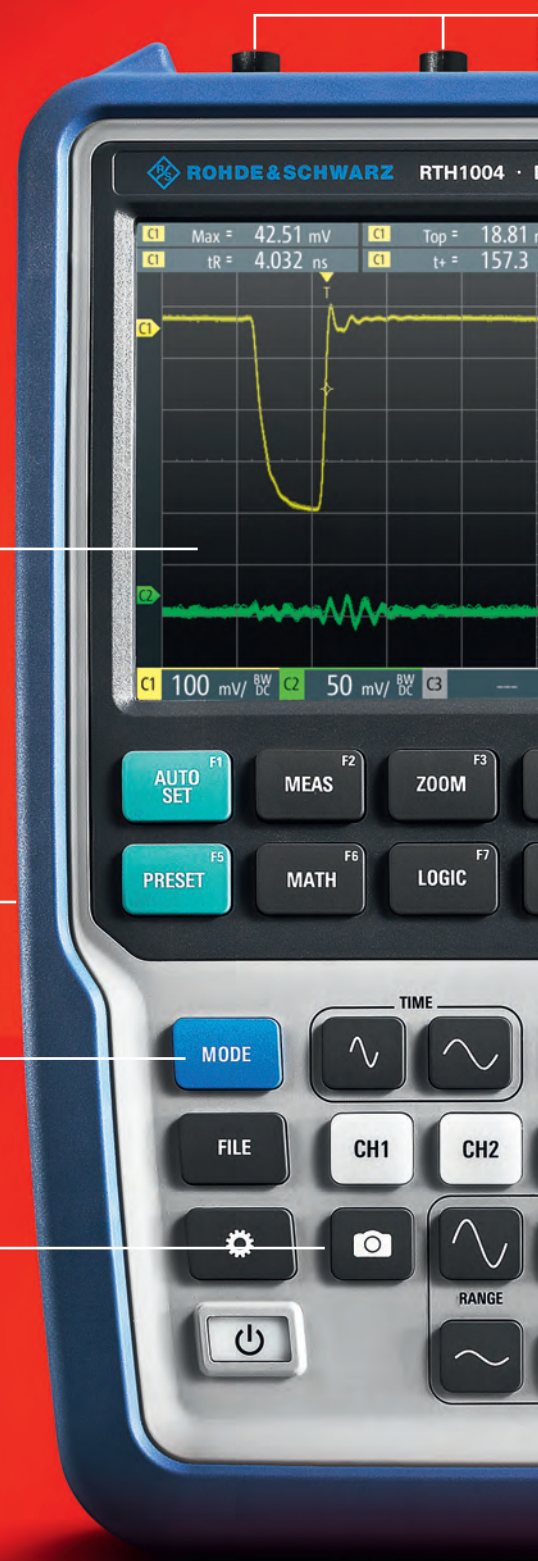 ROHDE&SCHWARZ RTH1004 ·
C1 Max = 42.51 mV C1 Top = 18.81
C1 tR = 4.032 ns C1 t+ = 157.3
T
C1
C2
C1 100 mV/ BW DC C2 50 mV/ BW DC C3 ---
F1 F2 F3
AUTO SET MEAS ZOOM
F5 F6 F7
PRESET MATH LOGIC
TIME
MODE
FILE CH1 CH2
RANGE